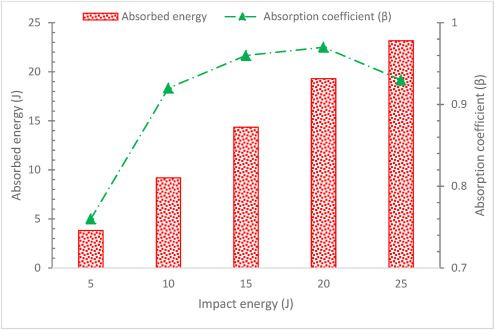 Absorbed energy
Absorption coefficient (β)
Absorbed energy (J)
25
20
15
10
5
0
1
0.9
0.8
0.7
Absorption coefficient (β)
5 10 15 20 25
Impact energy (J)